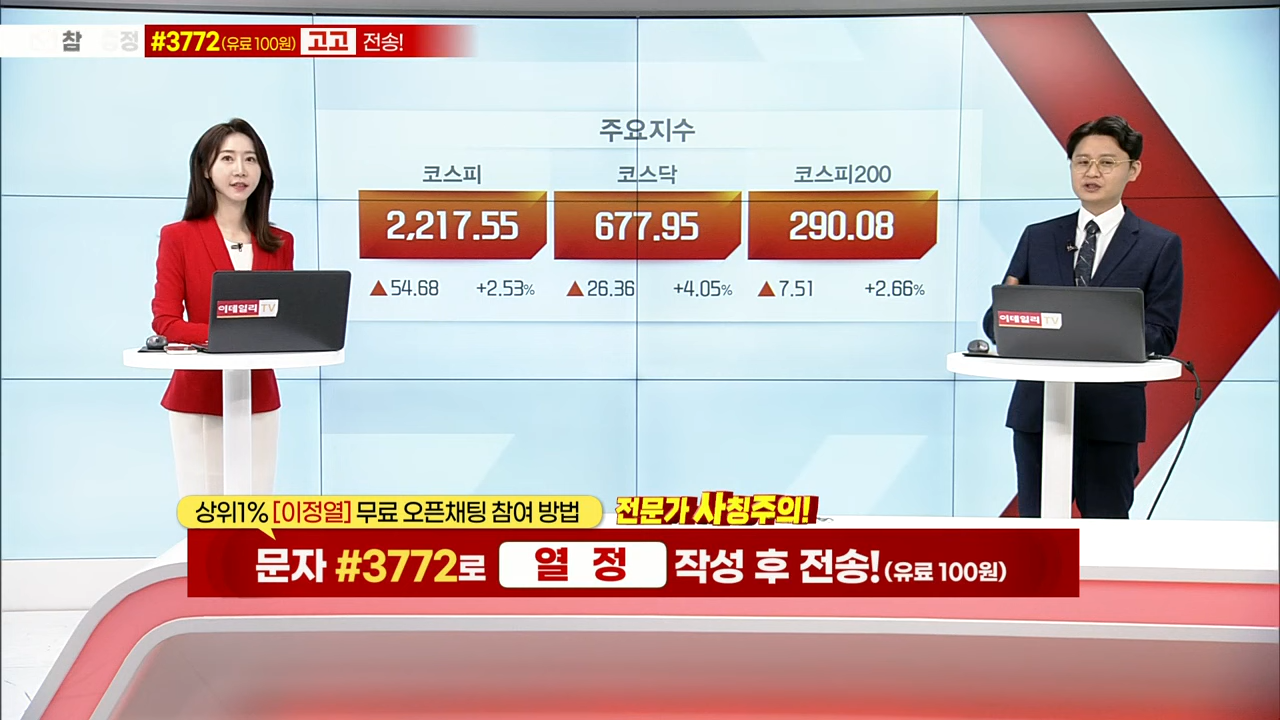 참 정 #3772 (유료 100원) 고고 전송!
주요지수
코스피 코스닥 코스피200
2,217.55 677.95 290.08
▲54.68 +2.53% ▲26.36 +4.05% ▲7.51 +2.66%
이데일리 TV
이데일리 TV
상위1% [이정열] 무료 오픈채팅 참여 방법 전문가 사칭주의!
문자 #3772로 열 정 작성 후 전송! (유료 100원)